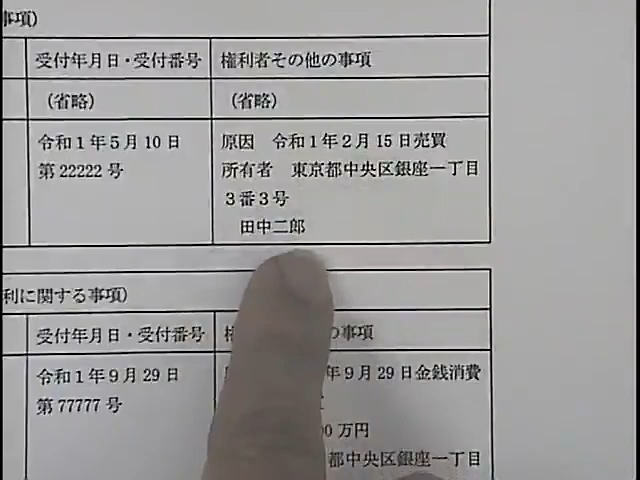 事項)
受付年月日・受付番号 権利者その他の事項
(省略) (省略)
令和1年5月10日 原因 令和1年2月15日売買
第22222号 所有者 東京都中央区銀座一丁目
3番3号
田中二郎
利に関する事項)
受付年月日・受付番号 の事項
令和1年9月29日 年9月29日金銭消費
第77777号
万円
都中央区銀座一丁目